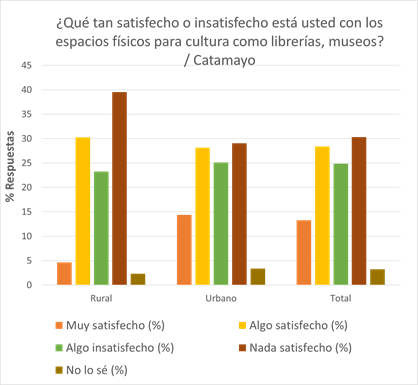 ¿Qué tan satisfecho o insatisfecho está usted con los
espacios físicos para cultura como librerías, museos?
/ Catamayo
% Respuestas
45
40
35
30
25
20
15
10
5
0
Rural Urbano Total
Muy satisfecho (%) Algo satisfecho (%)
Algo insatisfecho (%) Nada satisfecho (%)
No lo sé (%)